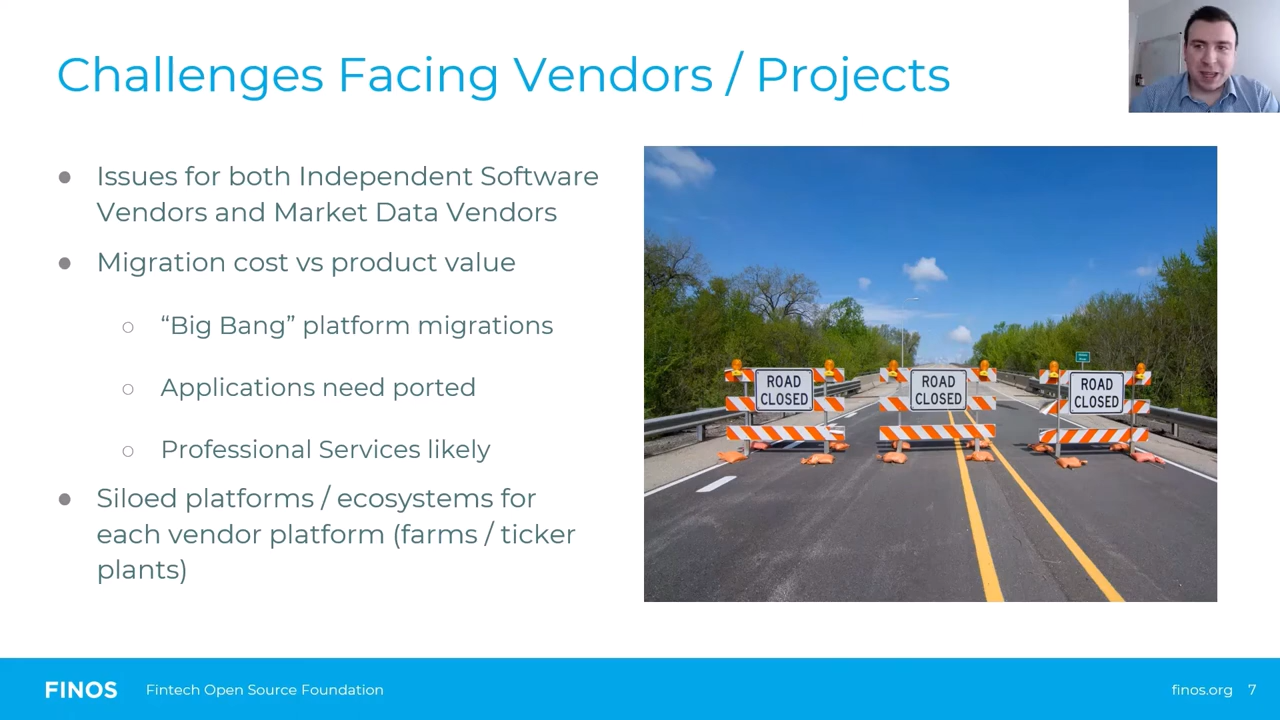 Challenges Facing Vendors / Projects
● Issues for both Independent Software
Vendors and Market Data Vendors
● Migration cost vs product value
○ “Big Bang” platform migrations
○ Applications need ported
○ Professional Services likely
● Siloed platforms / ecosystems for
each vendor platform (farms / ticker
plants)
ROAD
CLOSED
ROAD
CLOSED
ROAD
CLOSED
FINOS Fintech Open Source Foundation finos.org 7